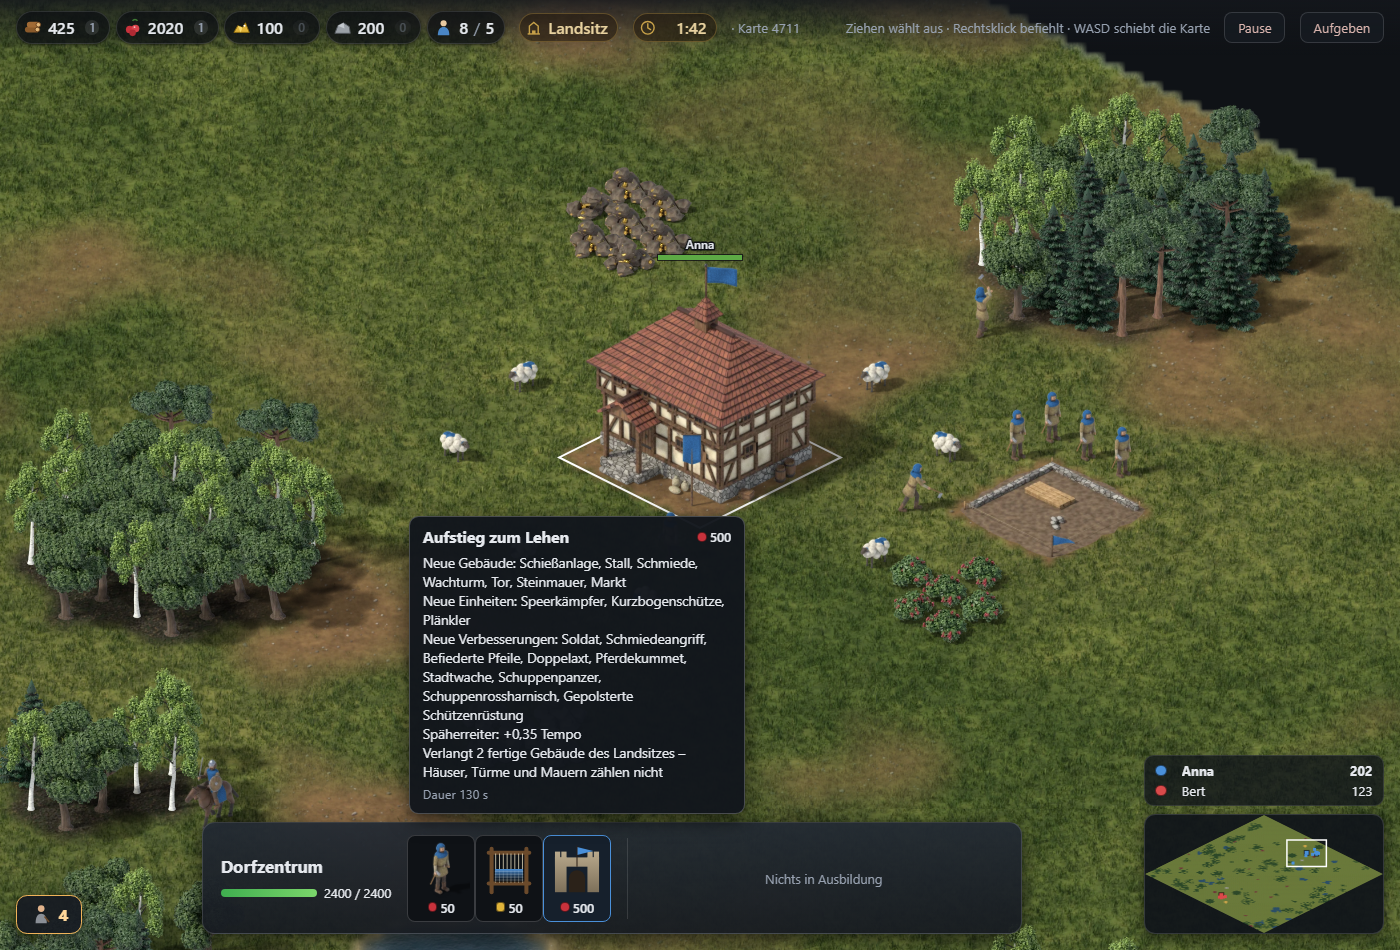 425 1 2020 1 100 0 200 0 8 / 5 Landsitz 1:42 · Karte 4711 Ziehen wählt aus · Rechtsklick befiehlt · WASD schiebt die Karte Pause Aufgeben
Anna
Aufstieg zum Lehen 500
Neue Gebäude: Schießanlage, Stall, Schmiede,
Wachturm, Tor, Steinmauer, Markt
Neue Einheiten: Speerkämpfer, Kurzbogenschütze,
Plänkler
Neue Verbesserungen: Soldat, Schmiedeangriff,
Befiederte Pfeile, Doppelaxt, Pferdekummet,
Stadtwache, Schuppenpanzer,
Schuppenrossharnisch, Gepolsterte
Schützenrüstung
Späherreiter: +0,35 Tempo
Verlangt 2 fertige Gebäude des Landsitzes –
Häuser, Türme und Mauern zählen nicht
Dauer 130 s
Anna 202
Bert 123
Dorfzentrum
2400 / 2400
50 50 500
Nichts in Ausbildung
4